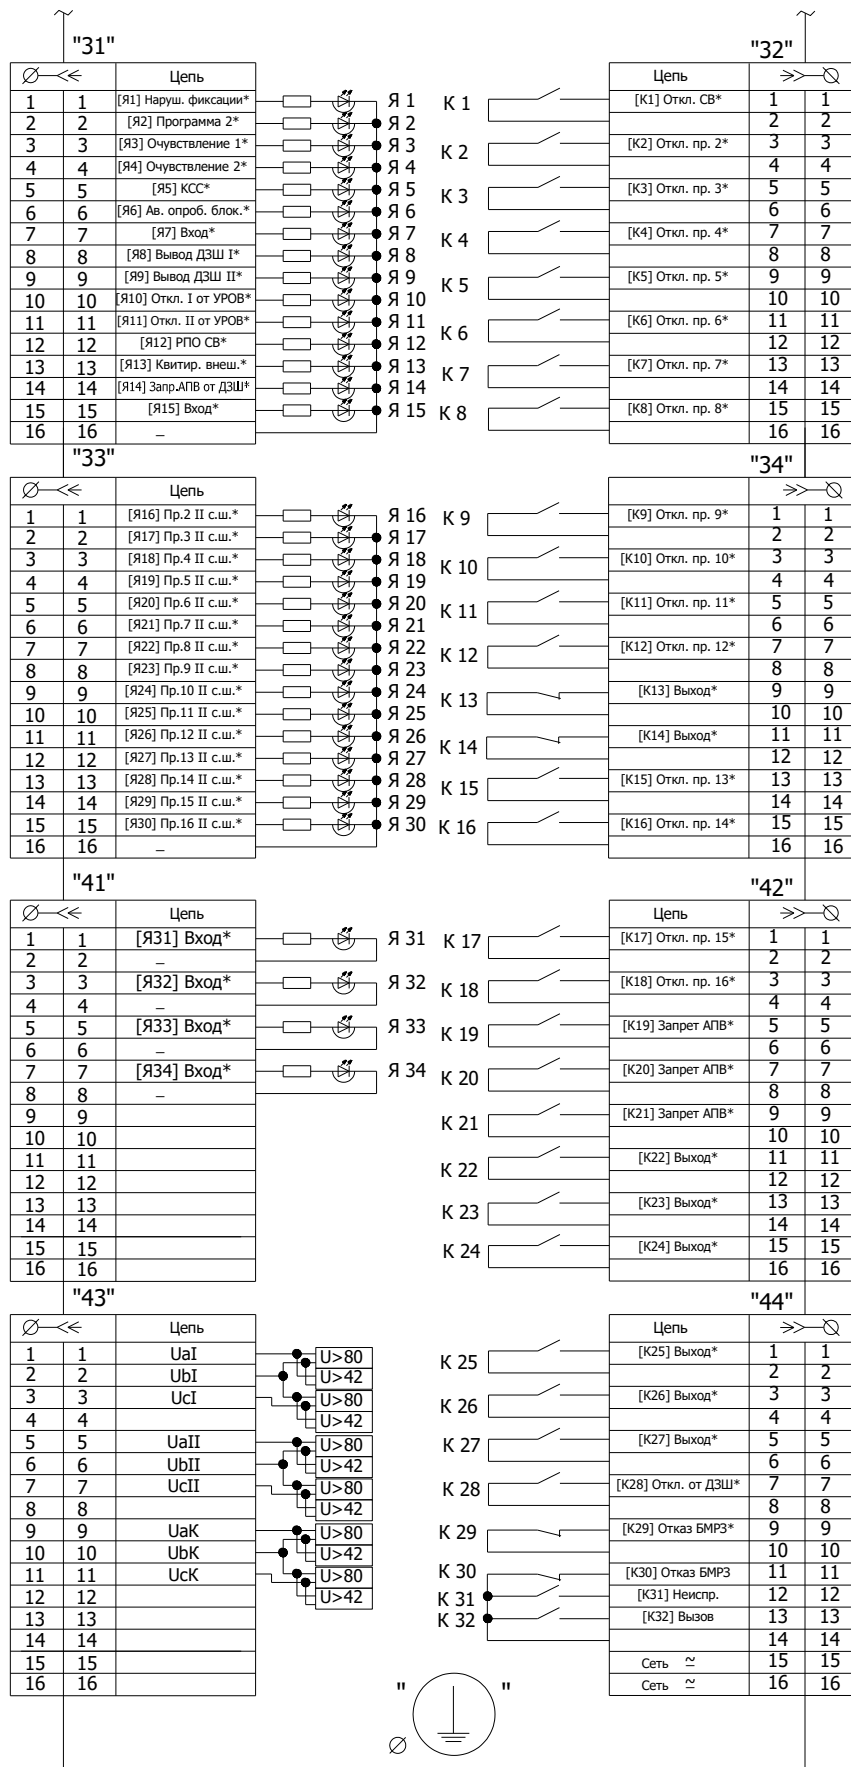 "31" "32"
Цепь Цепь
1 1 [Я1] Наруш. фиксации* Я 1 К 1 [К1] Откл. СВ* 1 1
2 2 [Я2] Программа 2* Я 2 2 2
3 3 [Я3] Очувствление 1* Я 3 К 2 [К2] Откл. пр. 2* 3 3
4 4 [Я4] Очувствление 2* Я 4 4 4
5 5 [Я5] КСС* Я 5 К 3 [К3] Откл. пр. 3* 5 5
6 6 [Я6] Ав. опроб. блок.* Я 6 6 6
7 7 [Я7] Вход* Я 7 К 4 [К4] Откл. пр. 4* 7 7
8 8 [Я8] Вывод ДЗШ I* Я 8 8 8
9 9 [Я9] Вывод ДЗШ II* Я 9 К 5 [К5] Откл. пр. 5* 9 9
10 10 [Я10] Откл. I от УРОВ* Я 10 10 10
11 11 [Я11] Откл. II от УРОВ* Я 11 К 6 [К6] Откл. пр. 6* 11 11
12 12 [Я12] РПО СВ* Я 12 12 12
13 13 [Я13] Квитир. внеш.* Я 13 К 7 [К7] Откл. пр. 7* 13 13
14 14 [Я14] Запр.АПВ от ДЗШ* Я 14 14 14
15 15 [Я15] Вход* Я 15 К 8 [К8] Откл. пр. 8* 15 15
16 16 – 16 16
"33" "34"
Цепь
1 1 [Я16] Пр.2 II с.ш.* Я 16 К 9 [К9] Откл. пр. 9* 1 1
2 2 [Я17] Пр.3 II с.ш.* Я 17 2 2
3 3 [Я18] Пр.4 II с.ш.* Я 18 К 10 [К10] Откл. пр. 10* 3 3
4 4 [Я19] Пр.5 II с.ш.* Я 19 4 4
5 5 [Я20] Пр.6 II с.ш.* Я 20 К 11 [К11] Откл. пр. 11* 5 5
6 6 [Я21] Пр.7 II с.ш.* Я 21 6 6
7 7 [Я22] Пр.8 II с.ш.* Я 22 К 12 [К12] Откл. пр. 12* 7 7
8 8 [Я23] Пр.9 II с.ш.* Я 23 8 8
9 9 [Я24] Пр.10 II с.ш.* Я 24 К 13 [К13] Выход* 9 9
10 10 [Я25] Пр.11 II с.ш.* Я 25 10 10
11 11 [Я26] Пр.12 II с.ш.* Я 26 К 14 [К14] Выход* 11 11
12 12 [Я27] Пр.13 II с.ш.* Я 27 12 12
13 13 [Я28] Пр.14 II с.ш.* Я 28 К 15 [К15] Откл. пр. 13* 13 13
14 14 [Я29] Пр.15 II с.ш.* Я 29 14 14
15 15 [Я30] Пр.16 II с.ш.* Я 30 К 16 [К16] Откл. пр. 14* 15 15
16 16 – 16 16
"41" "42"
Цепь Цепь
1 1 [Я31] Вход* Я 31 К 17 [К17] Откл. пр. 15* 1 1
2 2 – 2 2
3 3 [Я32] Вход* Я 32 К 18 [К18] Откл. пр. 16* 3 3
4 4 – 4 4
5 5 [Я33] Вход* Я 33 К 19 [К19] Запрет АПВ* 5 5
6 6 – 6 6
7 7 [Я34] Вход* Я 34 К 20 [К20] Запрет АПВ* 7 7
8 8 – 8 8
9 9 К 21 [К21] Запрет АПВ* 9 9
10 10 10 10
11 11 К 22 [К22] Выход* 11 11
12 12 12 12
13 13 К 23 [К23] Выход* 13 13
14 14 14 14
15 15 К 24 [К24] Выход* 15 15
16 16 16 16
"43" "44"
Цепь Цепь
1 1 UaI U>80 К 25 [К25] Выход* 1 1
2 2 UbI U>42 2 2
3 3 UcI U>80 К 26 [К26] Выход* 3 3
4 4 U>42 4 4
5 5 UaII U>80 К 27 [К27] Выход* 5 5
6 6 UbII U>42 6 6
7 7 UcII U>80 К 28 [К28] Откл. от ДЗШ* 7 7
8 8 U>42 8 8
9 9 UaK U>80 К 29 [К29] Отказ БМРЗ* 9 9
10 10 UbK U>42 10 10
11 11 UcK U>80 К 30 [К30] Отказ БМРЗ 11 11
12 12 U>42 К 31 [К31] Неиспр. 12 12
13 13 К 32 [К32] Вызов 13 13
14 14 14 14
15 15 Сеть ≃ 15 15
16 16 Сеть ≃ 16 16
" "